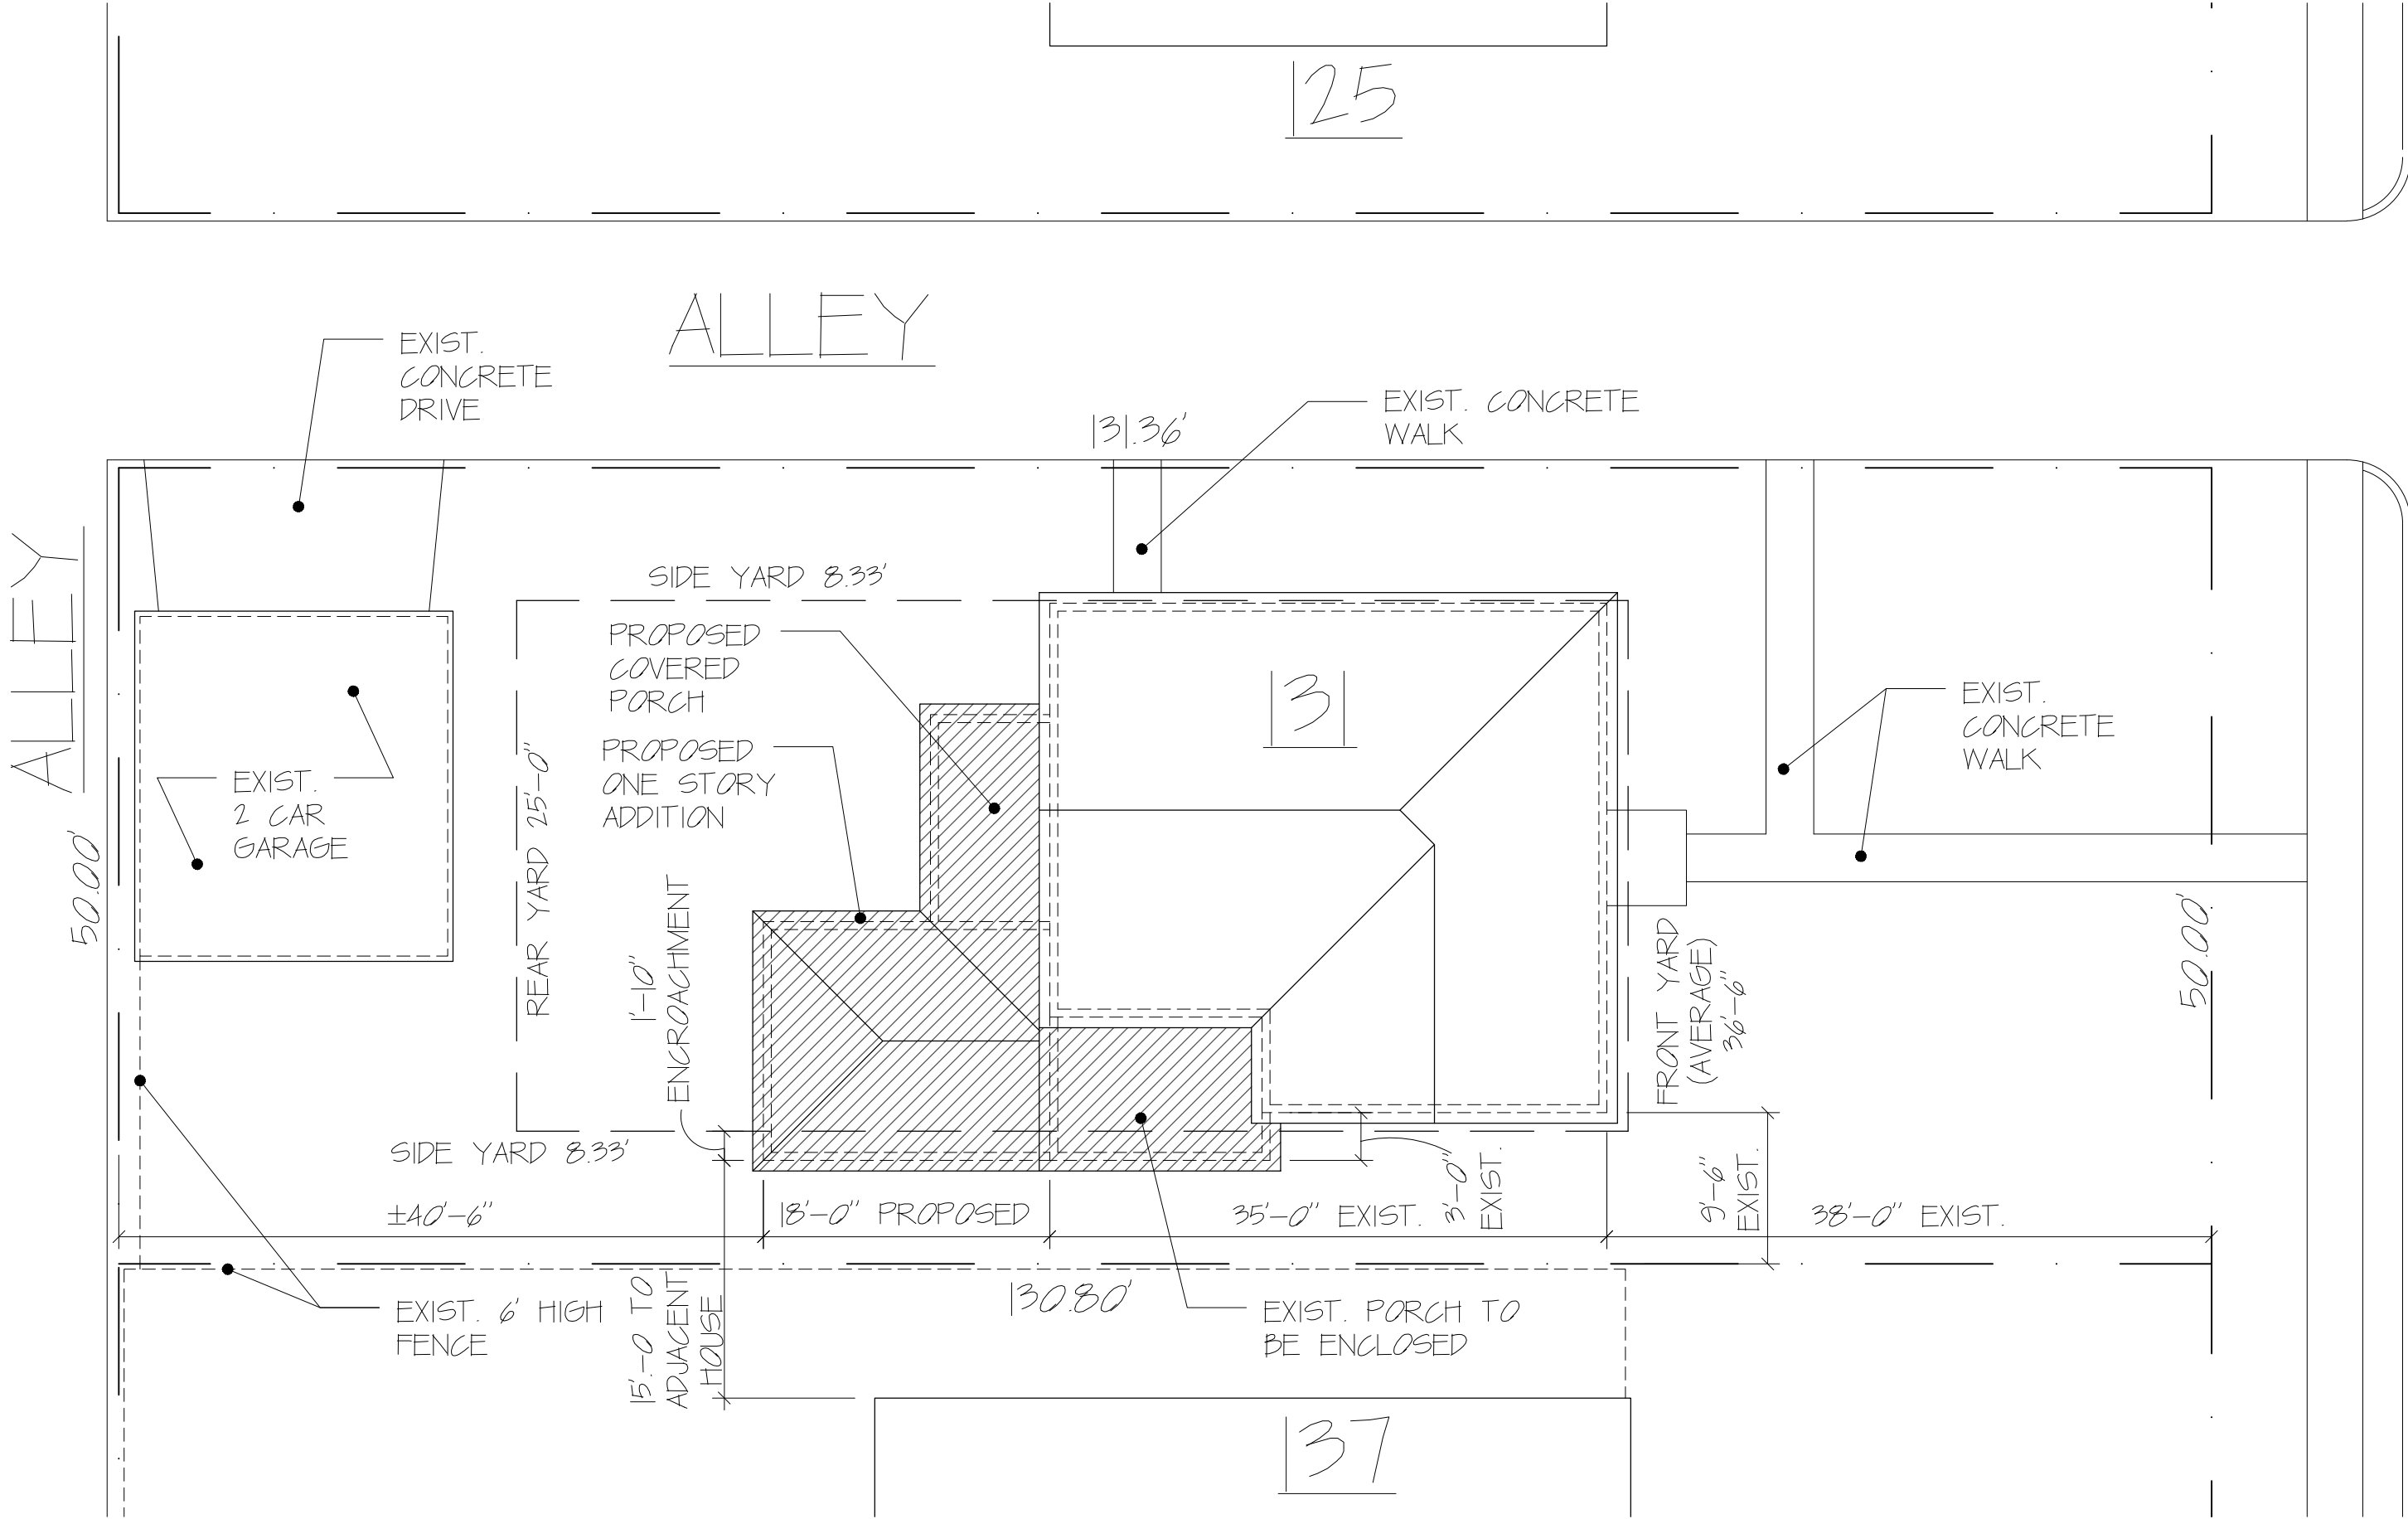 125
ALLEY
EXIST.
CONCRETE
DRIVE
131.36'
EXIST. CONCRETE
WALK
ALLEY
50.00'
SIDE YARD 8.33'
PROPOSED
COVERED
PORCH
PROPOSED
ONE STORY
ADDITION
131
EXIST.
CONCRETE
WALK
EXIST.
2 CAR
GARAGE
REAR YARD 25'-0"
1'-10"
ENCROACHMENT
FRONT YARD
(AVERAGE)
36'-6"
50.00'
SIDE YARD 8.33'
±40'-6"
18'-0" PROPOSED
35'-0" EXIST.
3'-0"
EXIST.
9'-6"
EXIST.
38'-0" EXIST.
EXIST. 6' HIGH
FENCE
15'-0 TO
ADJACENT
HOUSE
130.80'
EXIST. PORCH TO
BE ENCLOSED
137